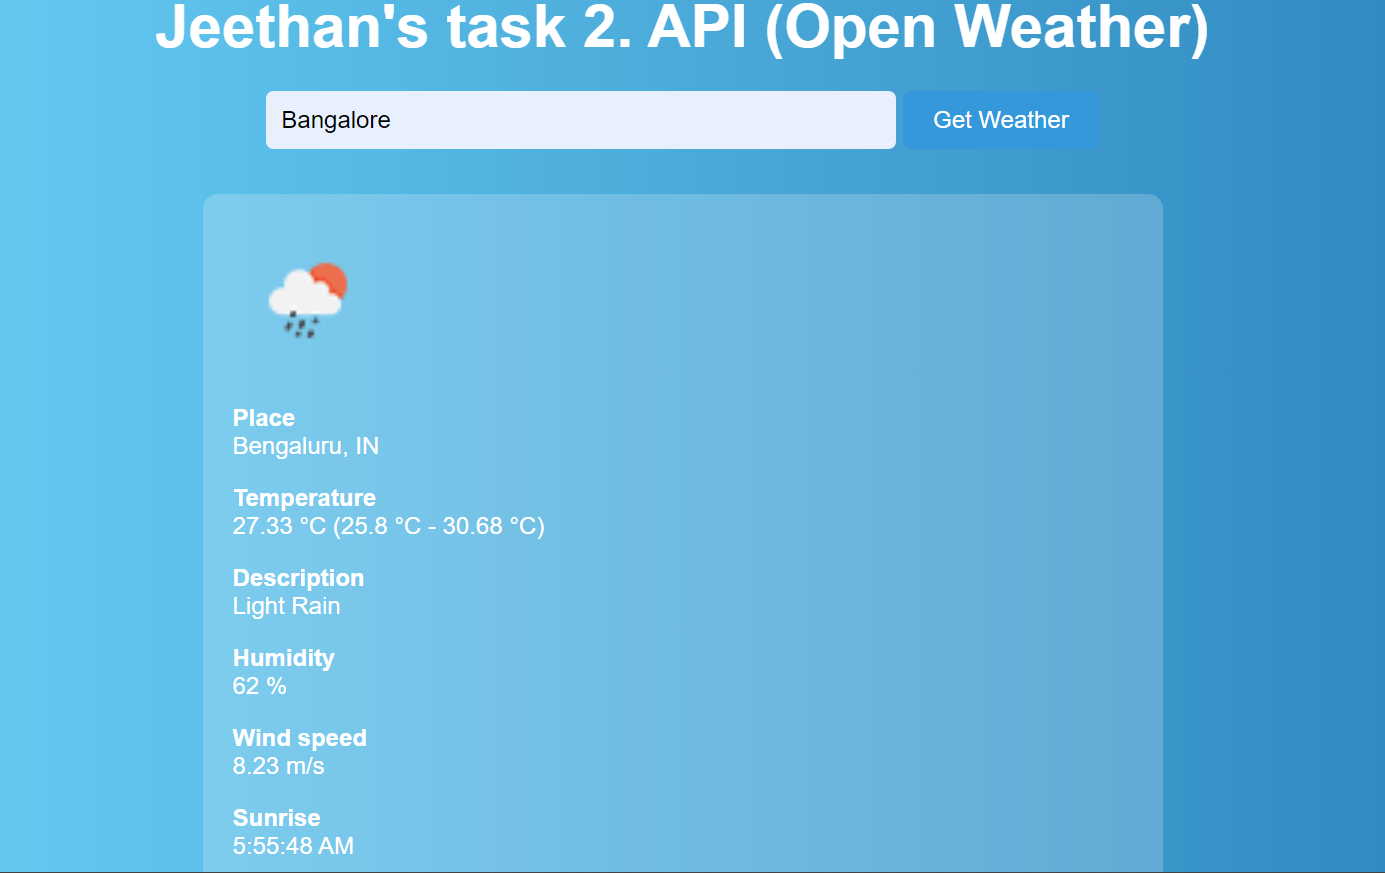 Jeethan's task 2. API (Open Weather)
Bangalore
Get Weather
Place
Bengaluru, IN
Temperature
27.33 °C (25.8 °C - 30.68 °C)
Description
Light Rain
Humidity
62 %
Wind speed
8.23 m/s
Sunrise
5:55:48 AM